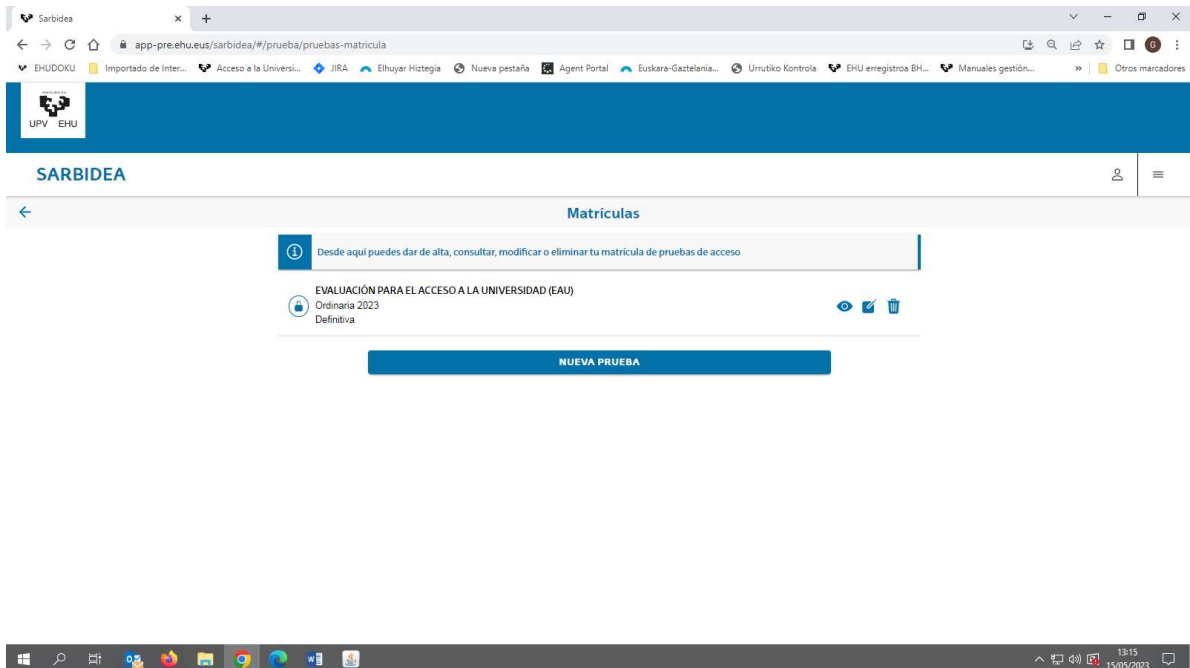 Sarbidea
app-pre.ehu.eus/sarbidea/#/prueba/pruebas-matricula
G
EHUDOKU Importado de Inter... Acceso a la Universi... JIRA Elhuyar Hiztegia Nueva pestaña Agent Portal Euskara-Gaztelania... Urrutiko Kontrola EHU erregistroa BH... Manuales gestión... » Otros marcadores
UPV EHU
SARBIDEA
Matrículas
Desde aquí puedes dar de alta, consultar, modificar o eliminar tu matrícula de pruebas de acceso
EVALUACIÓN PARA EL ACCESO A LA UNIVERSIDAD (EAU)
Ordinaria 2023
Definitiva
NUEVA PRUEBA
13:15
15/05/2023